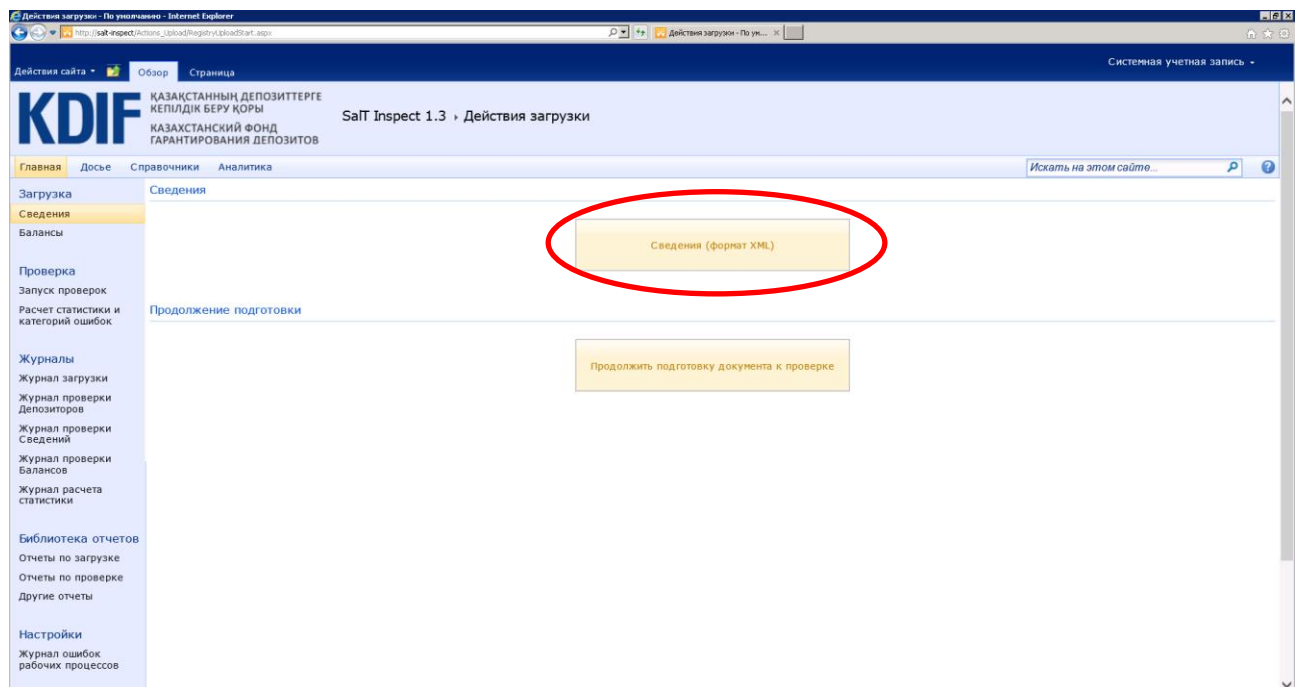 Действия загрузки - По умолчанию - Internet Explorer
http://salt-inspect/Actions_Upload/RegistryUploadStart.aspx
Действия загрузки - По ум...
Системная учетная запись
Действия сайта
Обзор
Страница
KDIF
ҚАЗАҚСТАННЫҢ ДЕПОЗИТТЕРГЕ
КЕПІЛДІК БЕРУ ҚОРЫ
КАЗАХСТАНСКИЙ ФОНД
ГАРАНТИРОВАНИЯ ДЕПОЗИТОВ
SaIT Inspect 1.3 › Действия загрузки
Главная
Досье
Справочники
Аналитика
Искать на этом сайте...
Загрузка
Сведения
Балансы
Проверка
Запуск проверок
Расчет статистики и
категорий ошибок
Журналы
Журнал загрузки
Журнал проверки
Депозиторов
Журнал проверки
Сведений
Журнал проверки
Балансов
Журнал расчета
статистики
Библиотека отчетов
Отчеты по загрузке
Отчеты по проверке
Другие отчеты
Настройки
Журнал ошибок
рабочих процессов
Сведения
Сведения (формат XML)
Продолжение подготовки
Продолжить подготовку документа к проверке